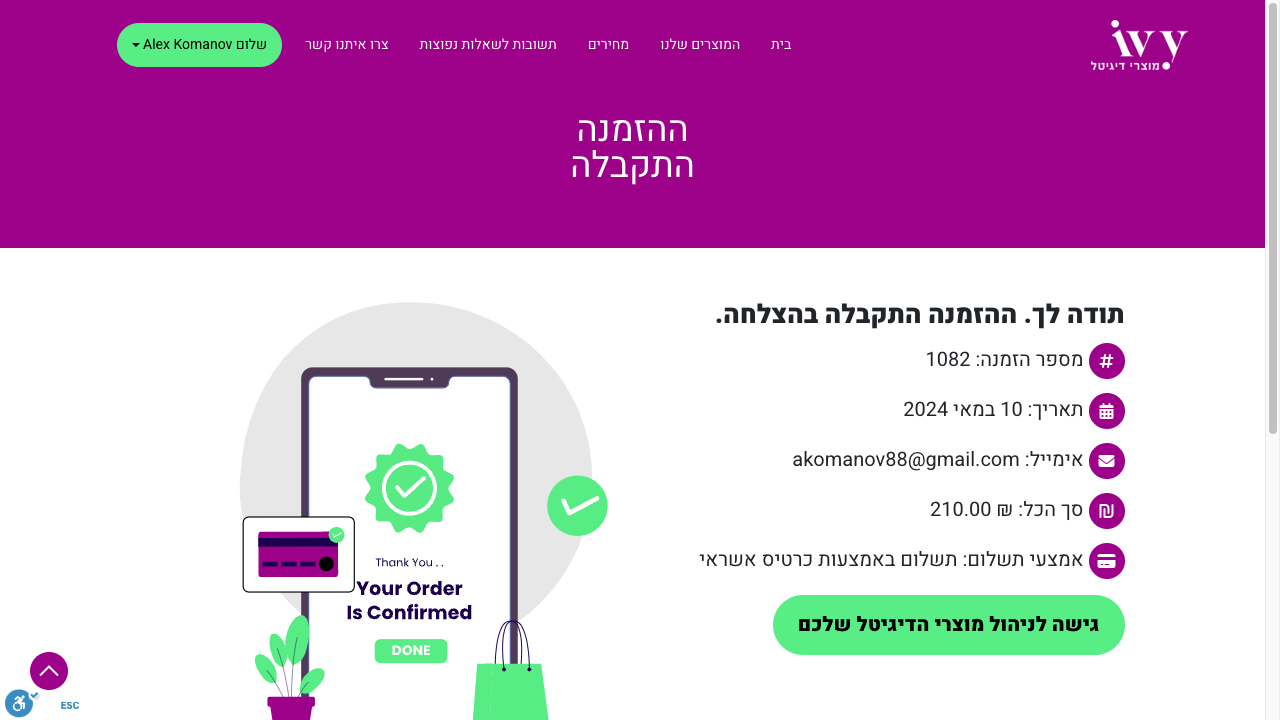 ivy
מוצרי דיגיטל
בית
המוצרים שלנו
מחירים
תשובות לשאלות נפוצות
צרו איתנו קשר
שלום Alex Komanov
ההזמנה
התקבלה
תודה לך. ההזמנה התקבלה בהצלחה.
מספר הזמנה: 1082
תאריך: 10 במאי 2024
אימייל: akomanov88@gmail.com
סך הכל: ₪ 210.00
אמצעי תשלום: תשלום באמצעות כרטיס אשראי
גישה לניהול מוצרי הדיגיטל שלכם
Thank You . .
Your Order
Is Confirmed
DONE
ESC